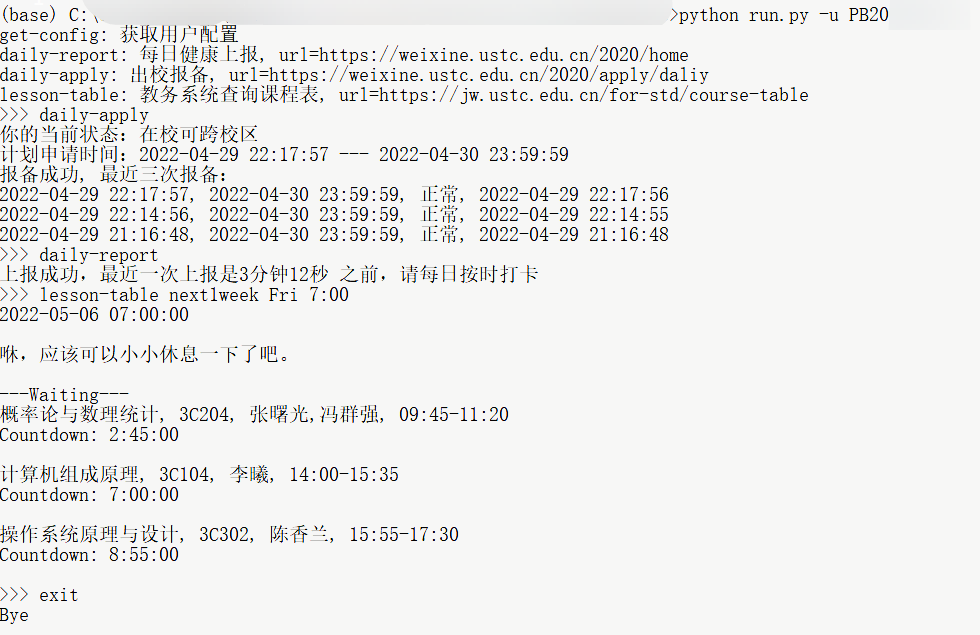 (base) C:\>python run.py -u PB20
get-config: 获取用户配置
daily-report: 每日健康上报, url=https://weixine.ustc.edu.cn/2020/home
daily-apply: 出校报备, url=https://weixine.ustc.edu.cn/2020/apply/daliy
lesson-table: 教务系统查询课程表, url=https://jw.ustc.edu.cn/for-std/course-table
>>> daily-apply
你的当前状态：在校可跨校区
计划申请时间：2022-04-29 22:17:57 --- 2022-04-30 23:59:59
报备成功, 最近三次报备：
2022-04-29 22:17:57, 2022-04-30 23:59:59, 正常, 2022-04-29 22:17:56
2022-04-29 22:14:56, 2022-04-30 23:59:59, 正常, 2022-04-29 22:14:55
2022-04-29 21:16:48, 2022-04-30 23:59:59, 正常, 2022-04-29 21:16:48
>>> daily-report
上报成功，最近一次上报是3分钟12秒 之前，请每日按时打卡
>>> lesson-table next1week Fri 7:00
2022-05-06 07:00:00
咻，应该可以小小休息一下了吧。
---Waiting---
概率论与数理统计, 3C204, 张曙光,冯群强, 09:45-11:20
Countdown: 2:45:00
计算机组成原理, 3C104, 李曦, 14:00-15:35
Countdown: 7:00:00
操作系统原理与设计, 3C302, 陈香兰, 15:55-17:30
Countdown: 8:55:00
>>> exit
Bye